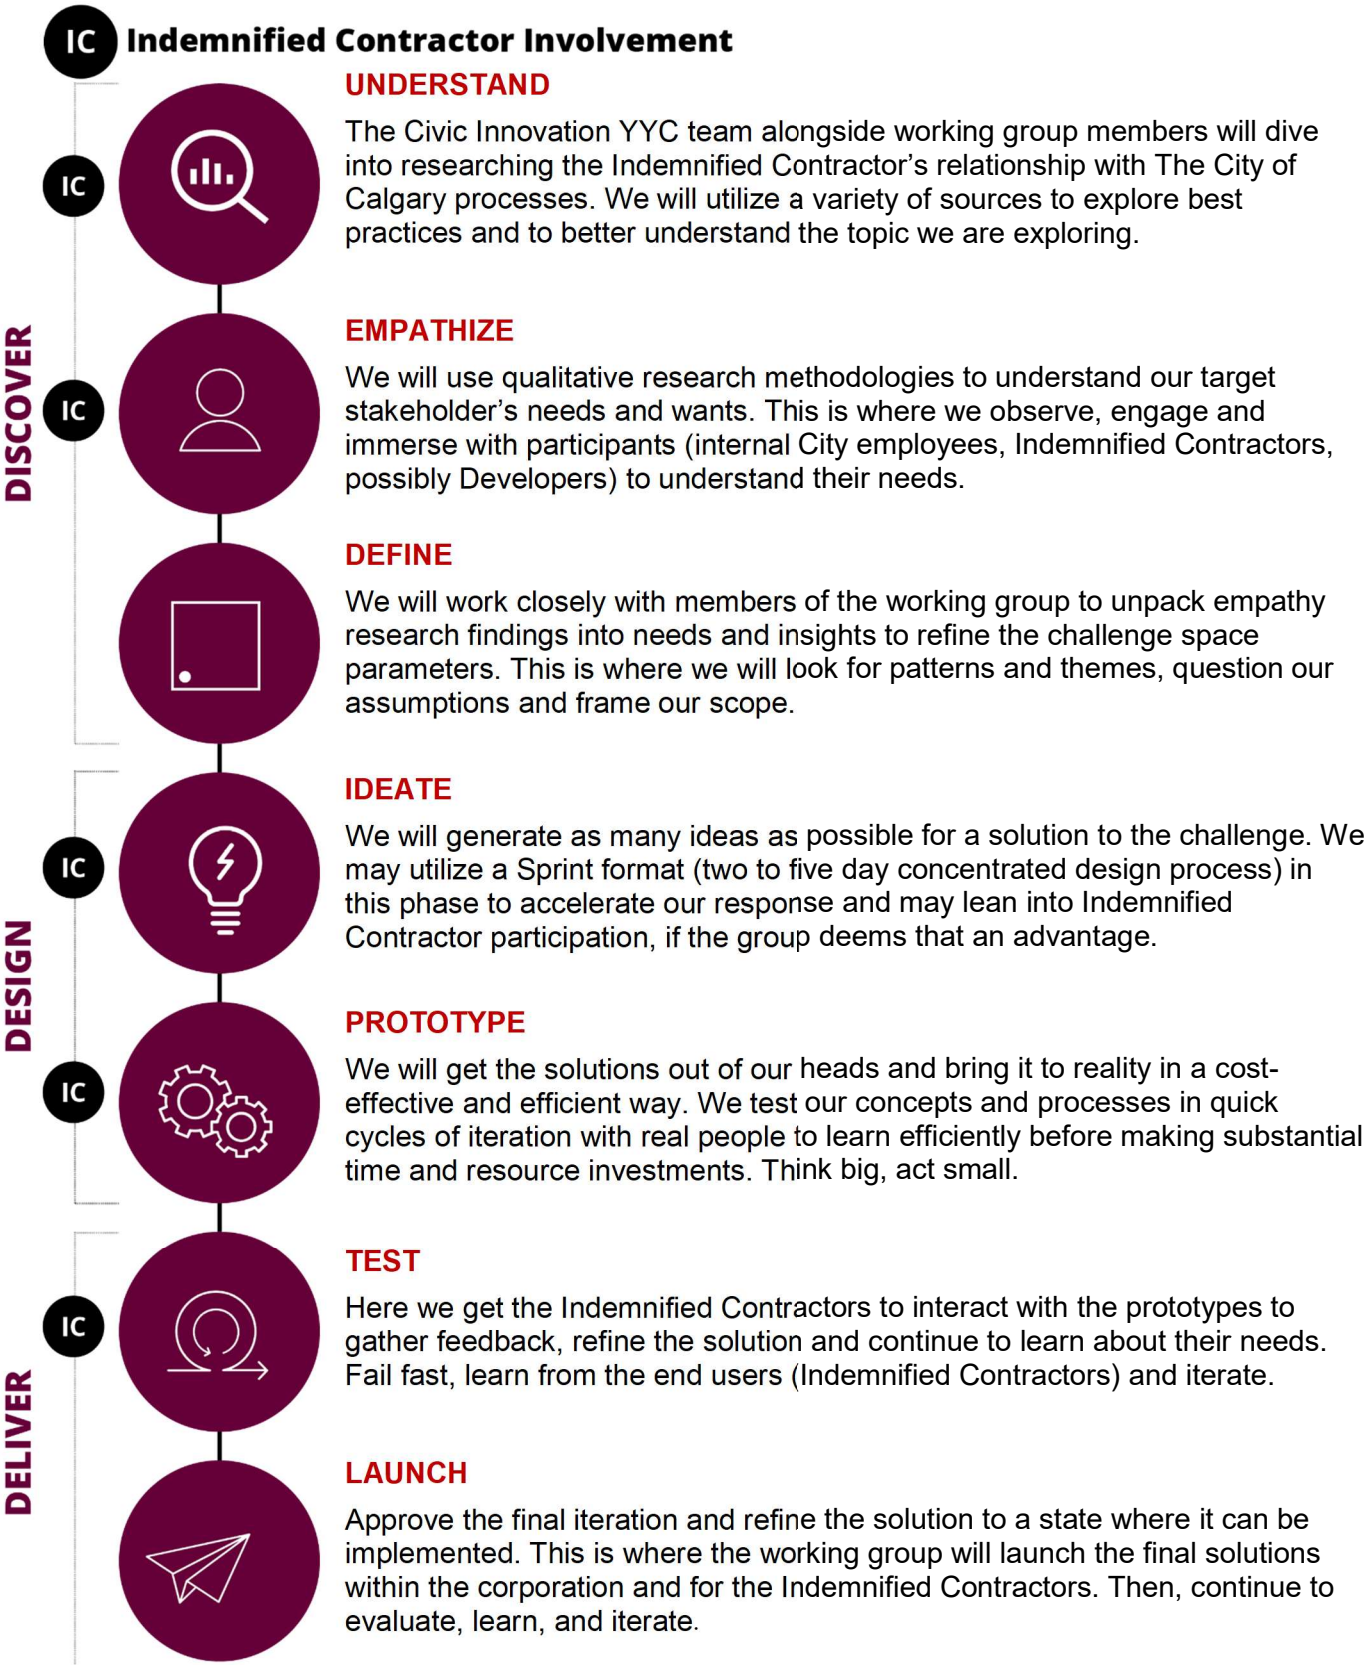 IC Indemnified Contractor Involvement
DISCOVER
IC
UNDERSTAND
The Civic Innovation YYC team alongside working group members will dive
into researching the Indemnified Contractor’s relationship with The City of
Calgary processes. We will utilize a variety of sources to explore best
practices and to better understand the topic we are exploring.
IC
EMPATHIZE
We will use qualitative research methodologies to understand our target
stakeholder’s needs and wants. This is where we observe, engage and
immerse with participants (internal City employees, Indemnified Contractors,
possibly Developers) to understand their needs.
DEFINE
We will work closely with members of the working group to unpack empathy
research findings into needs and insights to refine the challenge space
parameters. This is where we will look for patterns and themes, question our
assumptions and frame our scope.
DESIGN
IC
IDEATE
We will generate as many ideas as possible for a solution to the challenge. We
may utilize a Sprint format (two to five day concentrated design process) in
this phase to accelerate our response and may lean into Indemnified
Contractor participation, if the group deems that an advantage.
IC
PROTOTYPE
We will get the solutions out of our heads and bring it to reality in a cost-
effective and efficient way. We test our concepts and processes in quick
cycles of iteration with real people to learn efficiently before making substantial
time and resource investments. Think big, act small.
DELIVER
IC
TEST
Here we get the Indemnified Contractors to interact with the prototypes to
gather feedback, refine the solution and continue to learn about their needs.
Fail fast, learn from the end users (Indemnified Contractors) and iterate.
LAUNCH
Approve the final iteration and refine the solution to a state where it can be
implemented. This is where the working group will launch the final solutions
within the corporation and for the Indemnified Contractors. Then, continue to
evaluate, learn, and iterate.